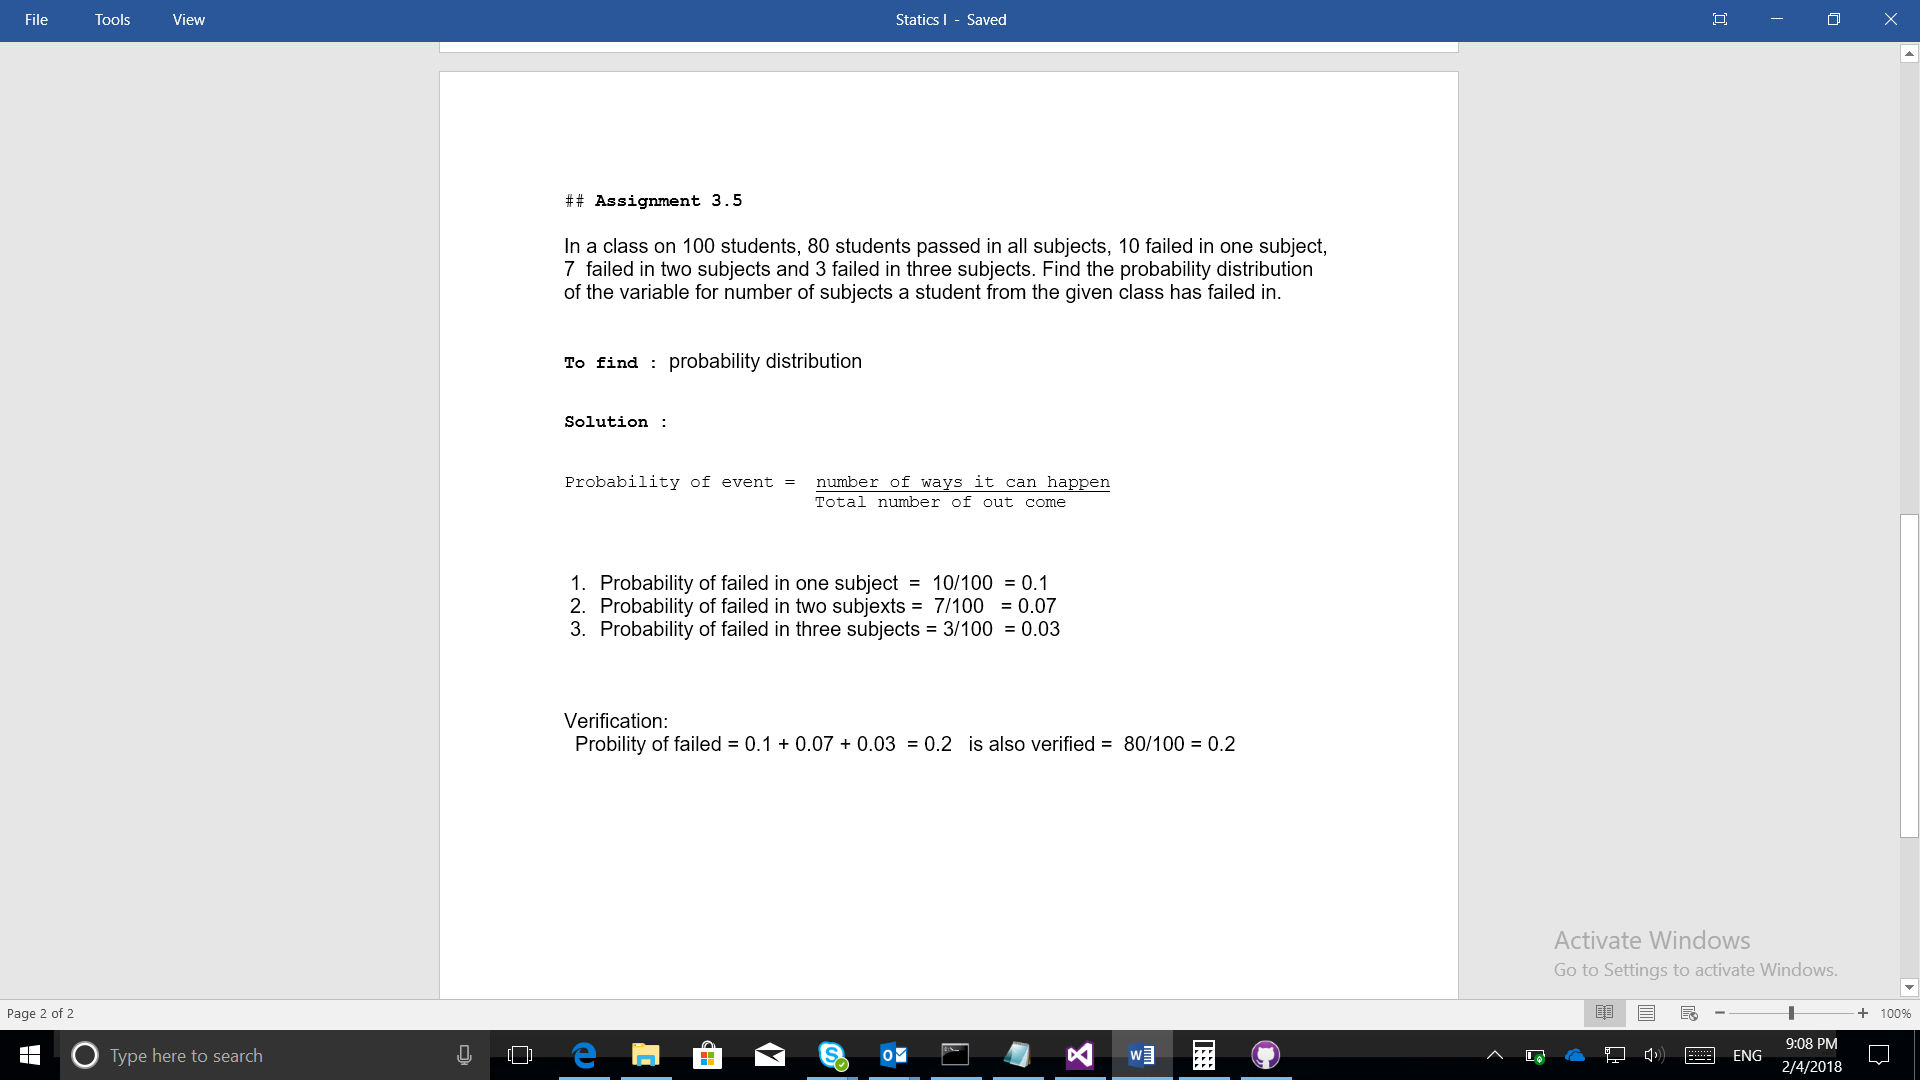 File Tools View Statics I - Saved
## Assignment 3.5
In a class on 100 students, 80 students passed in all subjects, 10 failed in one subject,
7  failed in two subjects and 3 failed in three subjects. Find the probability distribution
of the variable for number of subjects a student from the given class has failed in.
To find : probability distribution
Solution :
Probability of event = number of ways it can happen
Total number of out come
1. Probability of failed in one subject = 10/100 = 0.1
2. Probability of failed in two subjexts = 7/100 = 0.07
3. Probability of failed in three subjects = 3/100 = 0.03
Verification:
Probility of failed = 0.1 + 0.07 + 0.03 = 0.2 is also verified = 80/100 = 0.2
Activate Windows
Go to Settings to activate Windows.
Page 2 of 2 100%
Type here to search ENG 9:08 PM
2/4/2018